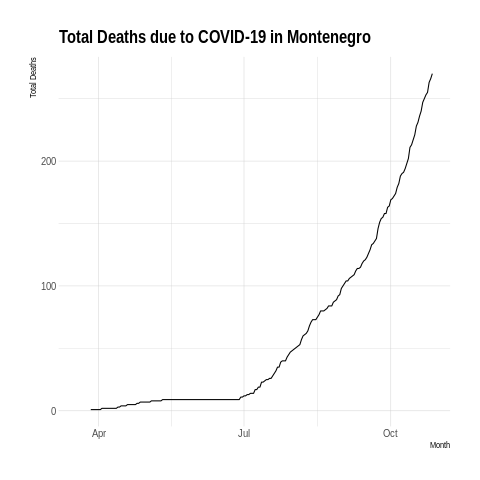 Total Deaths due to COVID-19 in Montenegro
Total Deaths
200
100
0
Apr
Jul
Oct
Month